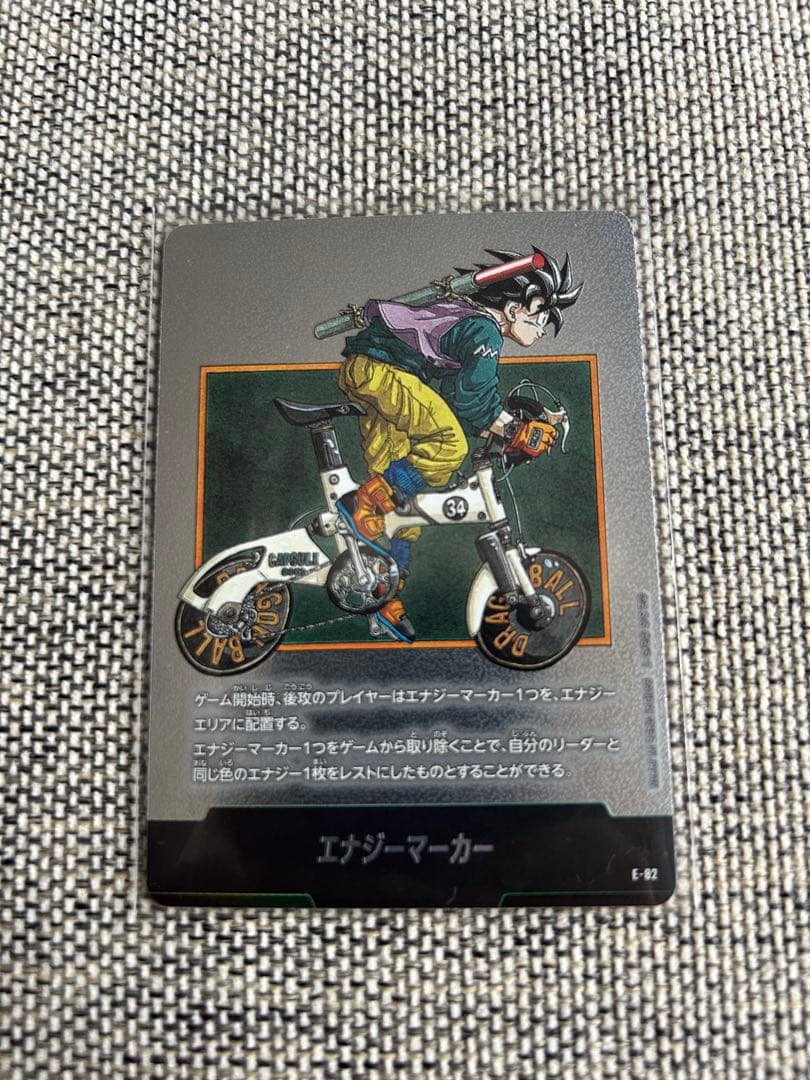 34
CAPSULE
DRAGON BALL
DRAGON BALL
ゲーム開始時、後攻のプレイヤーはエナジーマーカー1つを、エナジー
エリアに配置する。
エナジーマーカー1つをゲームから取り除くことで、自分のリーダーと
同じ色のエナジー1枚をレストにしたものとすることができる。
エナジーマーカー
E-82